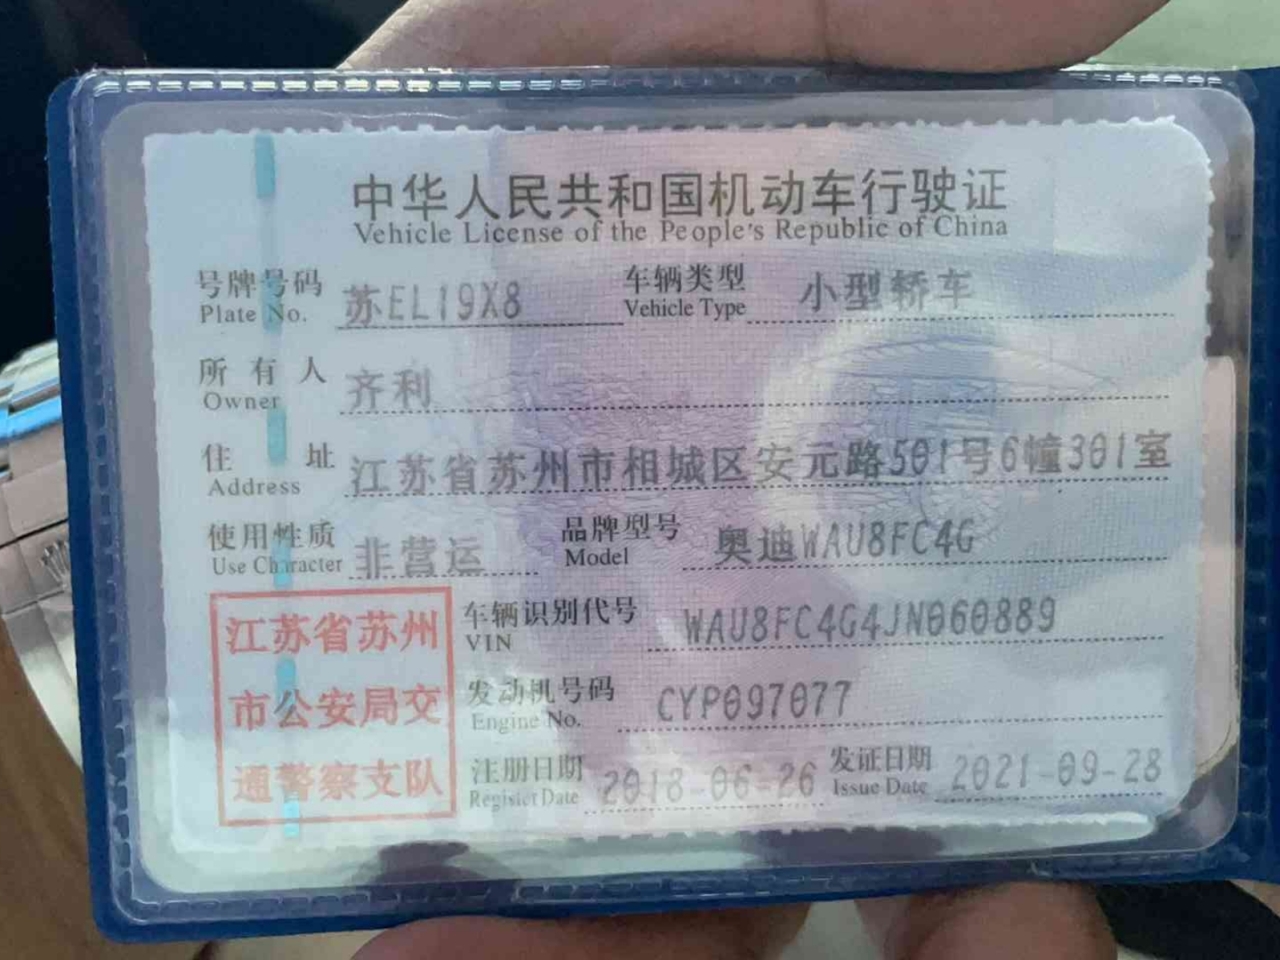 中华人民共和国机动车行驶证
Vehicle License of the People's Republic of China
号牌号码 苏EL19X8 车辆类型 小型轿车
Plate No. Vehicle Type
所有人 齐利
Owner
住址 江苏省苏州市相城区安元路501号6幢301室
Address
使用性质 非营运 品牌型号 奥迪WAU8FC4G
Use Character Model
江苏省苏州
市公安局交
通警察支队
车辆识别代号 WAU8FC4G4JN060889
VIN
发动机号码 CYP097077
Engine No.
注册日期 2018-06-26 发证日期 2021-09-28
Register Date Issue Date